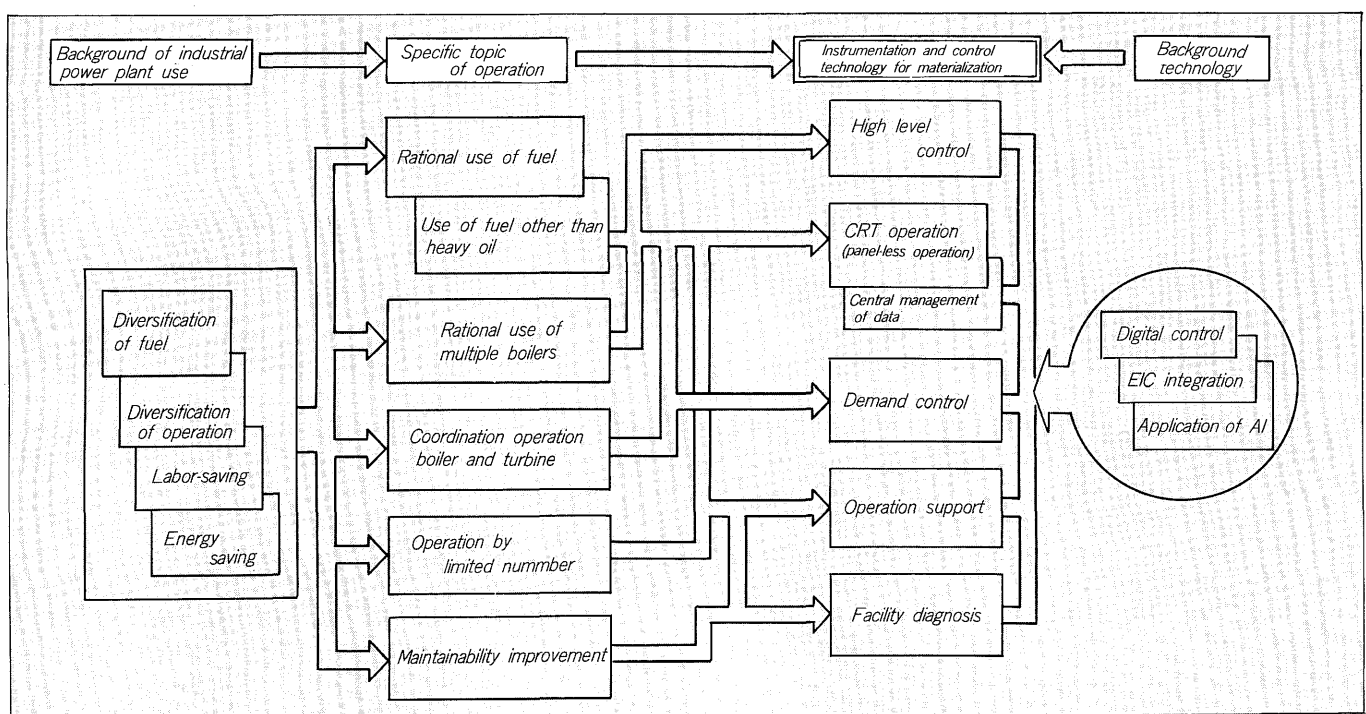 Background of industrial
power plant use
Specific topic
of operation
Instrumentation and control
technology for materialization
Background
technology
Rational use of fuel
Use of fuel other than
heavy oil
Rational use of
multiple boilers
Coordination operation
boiler and turbine
Operation by
limited nummber
Maintainability improvement
Diversification
of fuel
Diversification
of operation
Labor-saving
Energy
saving
High level
control
CRT operation
(panel-less operation)
Central management
of data
Demand control
Operation support
Facility diagnosis
Digital control
EIC integration
Application of AI